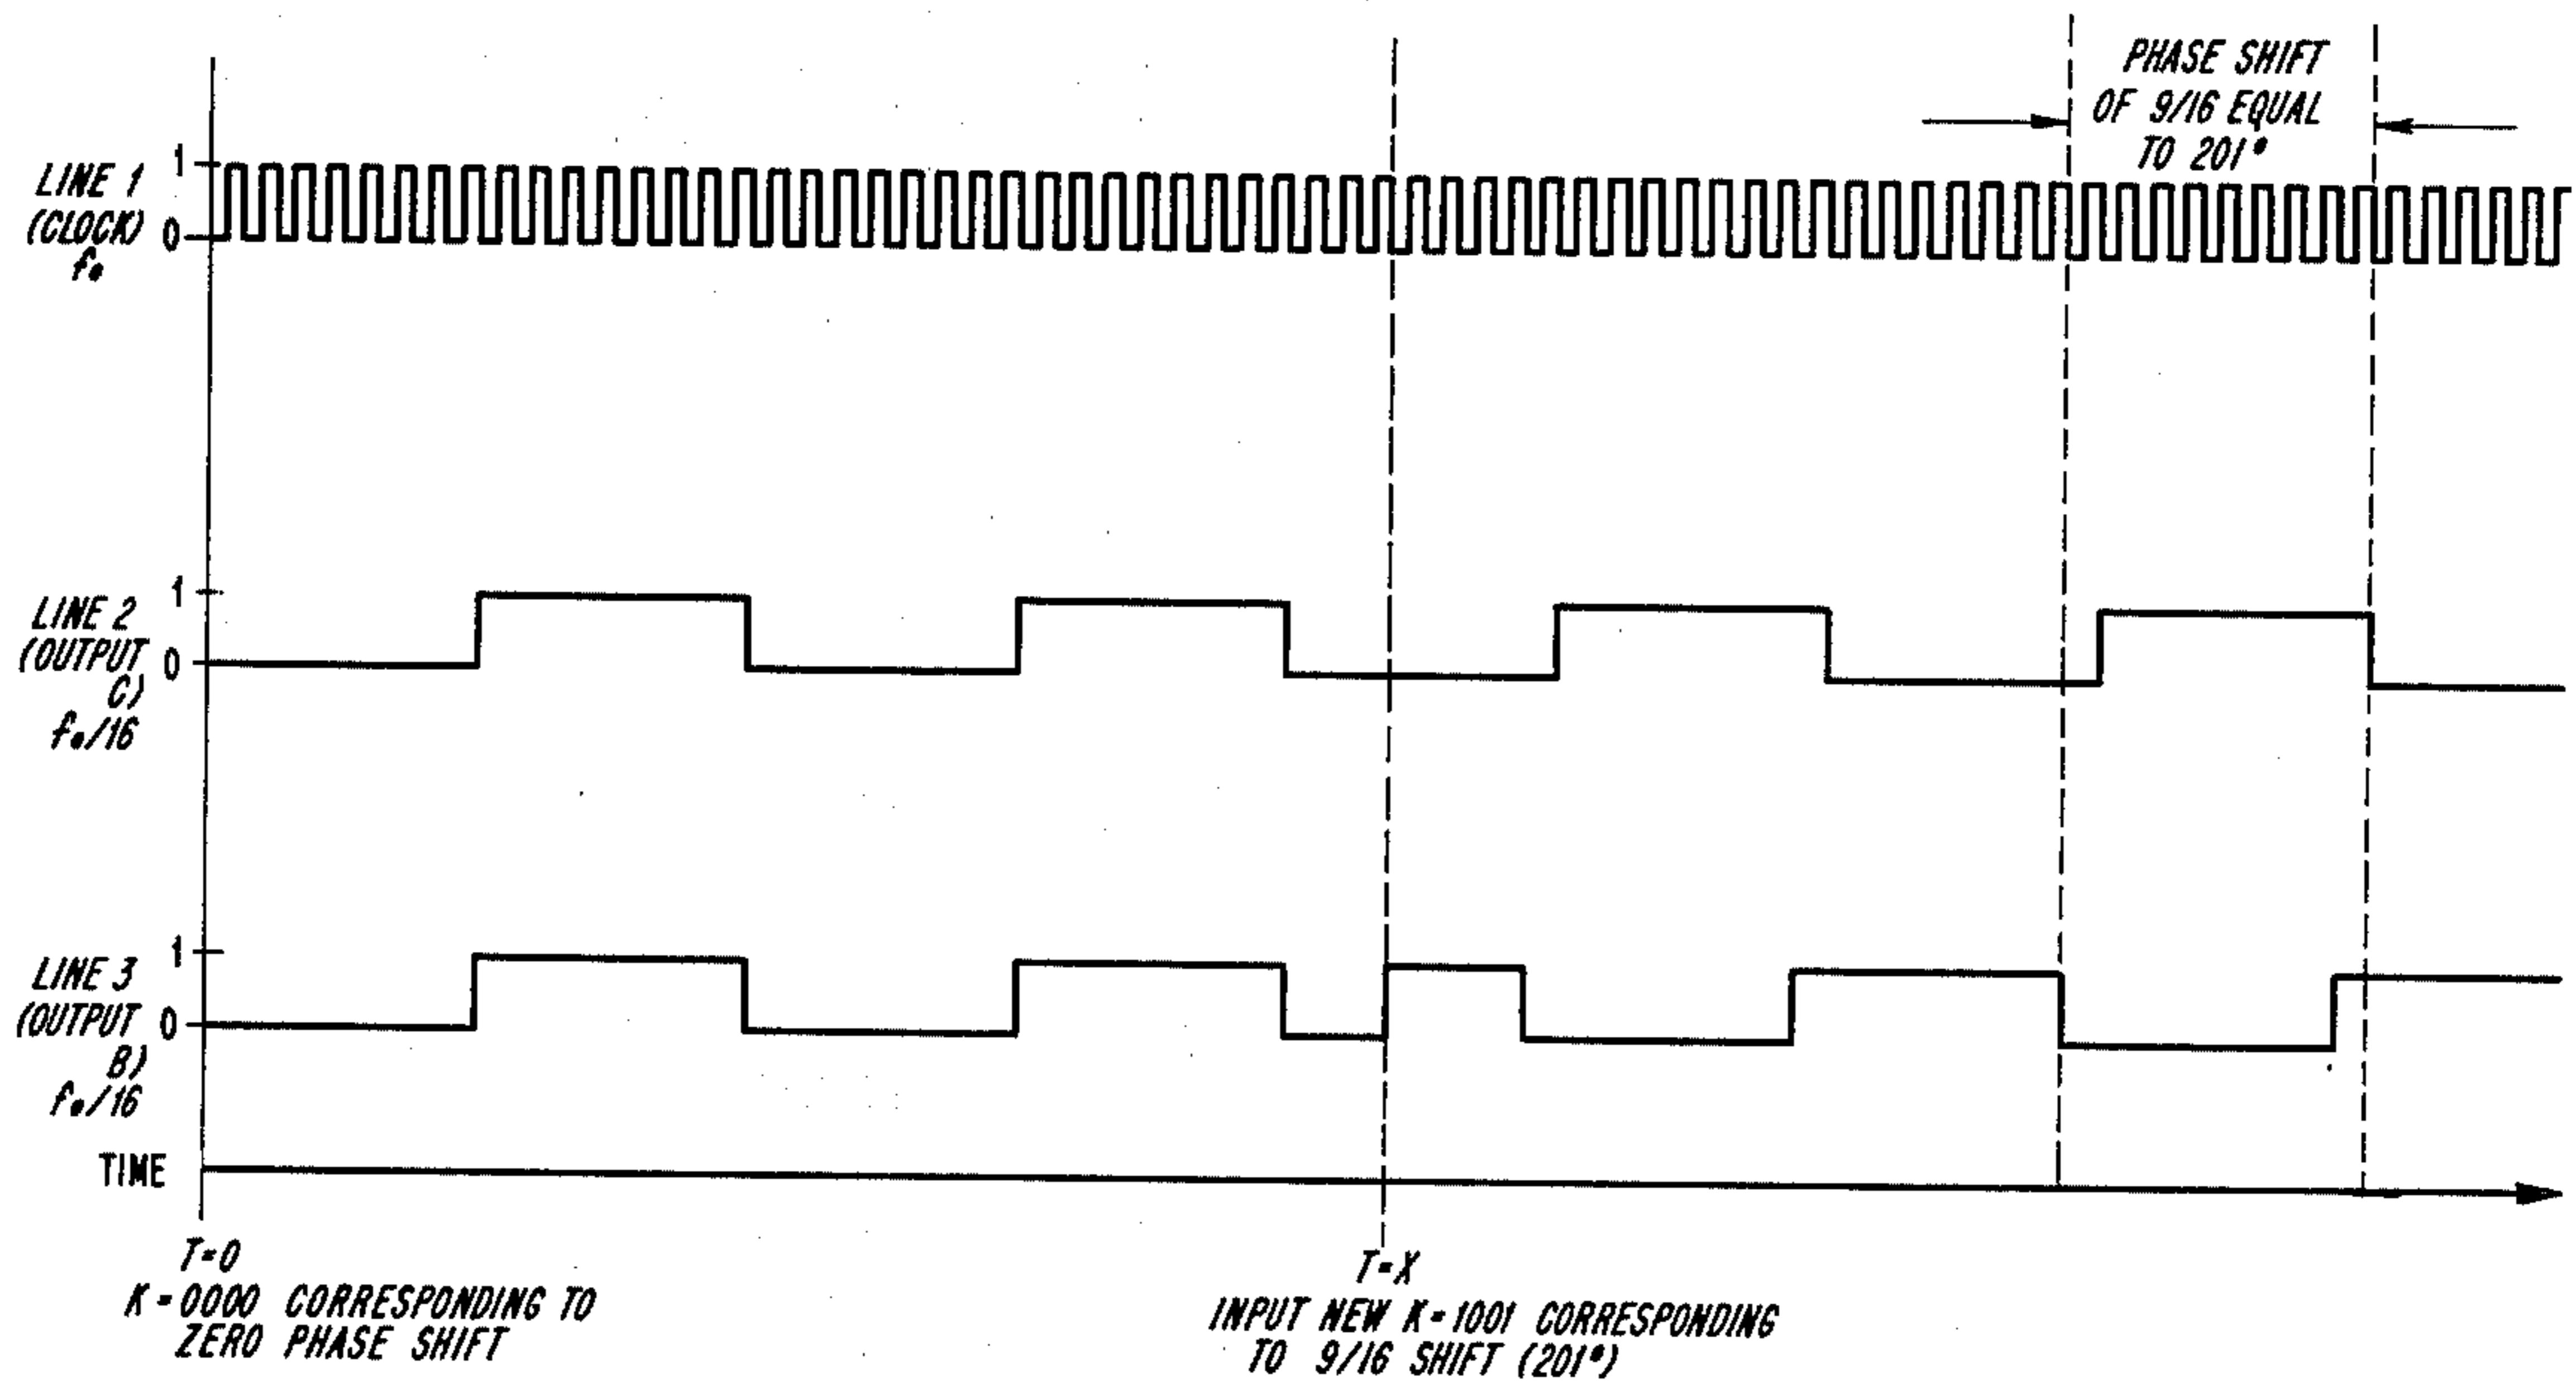 PHASE SHIFT
OF 9/16 EQUAL
TO 201°
LINE 1
(CLOCK)
f₀
1
0
LINE 2
(OUTPUT
C)
f₀/16
1
0
LINE 3
(OUTPUT
B)
f₀/16
1
0
TIME
T=0
K=0000 CORRESPONDING TO
ZERO PHASE SHIFT
T=X
INPUT NEW K=1001 CORRESPONDING
TO 9/16 SHIFT (201°)